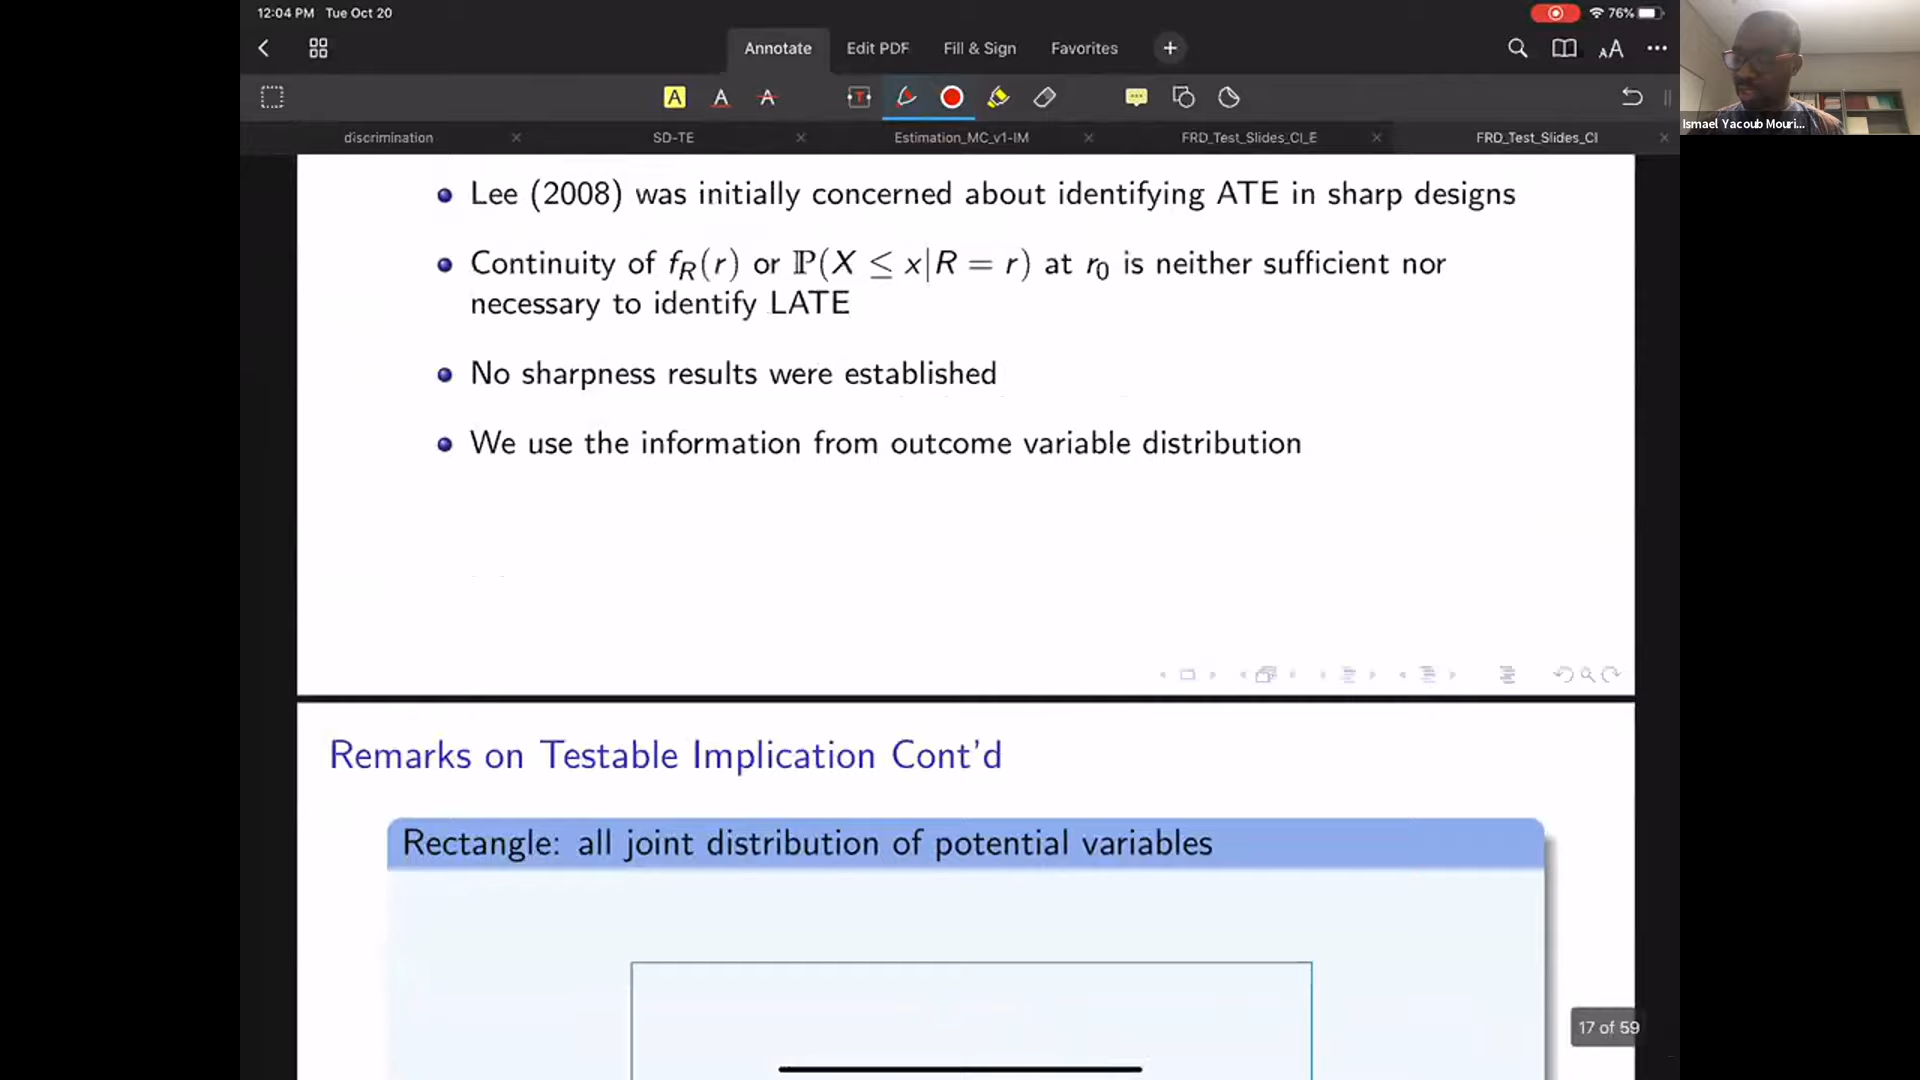 12:04 PM Tue Oct 20
76%
Annotate Edit PDF Fill & Sign Favorites
discrimination SD-TE Estimation_MC_v1-IM FRD_Test_Slides_CI_E FRD_Test_Slides_CI
Ismael Yacoub Mouri...
Lee (2008) was initially concerned about identifying ATE in sharp designs
Continuity of f_R(r) or ℙ(X ≤ x|R = r) at r_0 is neither sufficient nor
necessary to identify LATE
No sharpness results were established
We use the information from outcome variable distribution
Remarks on Testable Implication Cont'd
Rectangle: all joint distribution of potential variables
17 of 59